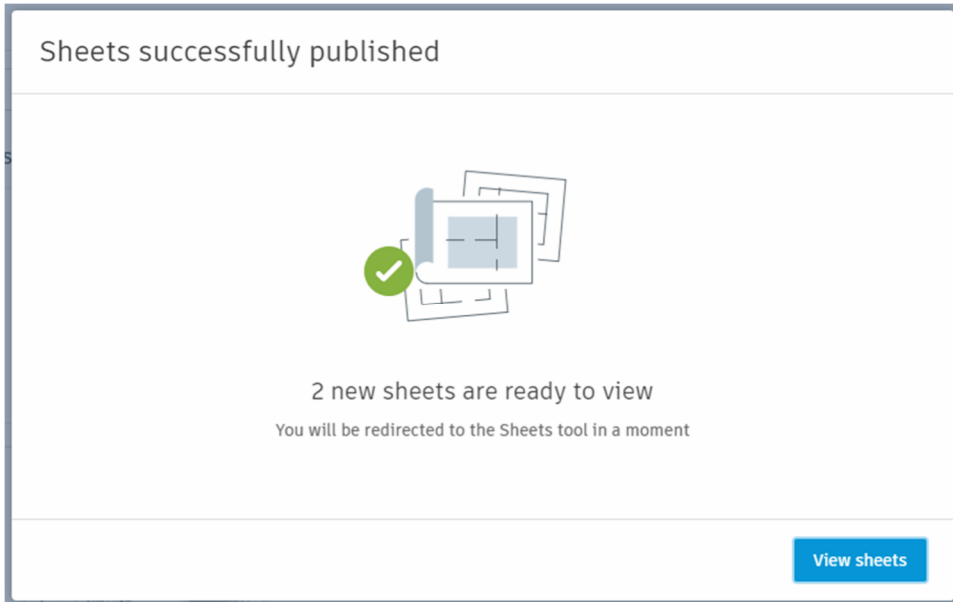 Sheets successfully published
s
2 new sheets are ready to view
You will be redirected to the Sheets tool in a moment
View sheets